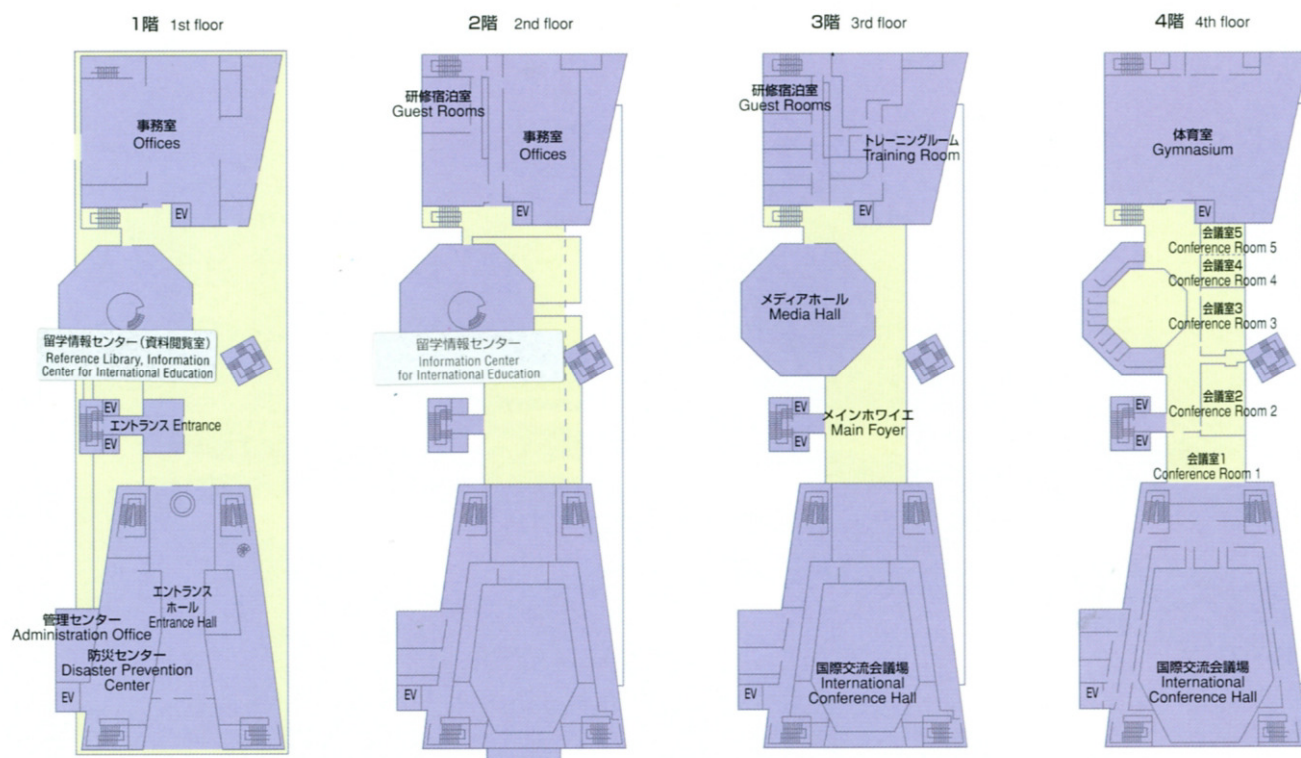 1階 1st floor
事務室
Offices
EV
留学情報センター(資料閲覧室)
Reference Library, Information
Center for International Education
EV
エントランス Entrance
EV
エントランス
ホール
Entrance Hall
管理センター
Administration Office
防災センター
Disaster Prevention
Center
EV
2階 2nd floor
研修宿泊室
Guest Rooms
事務室
Offices
EV
留学情報センター
Information Center
for International Education
EV
EV
EV
3階 3rd floor
研修宿泊室
Guest Rooms
トレーニングルーム
Training Room
EV
メディアホール
Media Hall
EV
メインホワイエ
Main Foyer
EV
国際交流会議場
International
Conference Hall
EV
4階 4th floor
体育室
Gymnasium
EV
会議室5
Conference Room 5
会議室4
Conference Room 4
会議室3
Conference Room 3
EV
会議室2
Conference Room 2
EV
会議室1
Conference Room 1
国際交流会議場
International
Conference Hall
EV